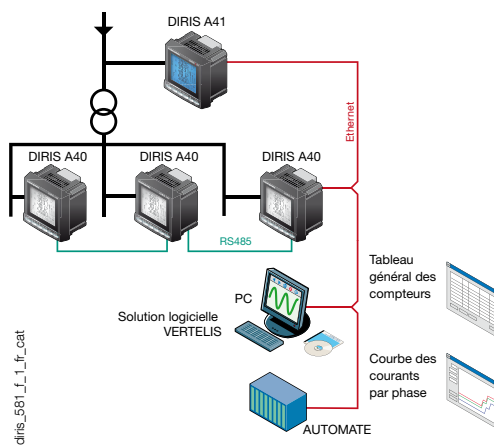 DIRIS A41
Ethernet
DIRIS A40
DIRIS A40
DIRIS A40
RS485
Tableau
général des
compteurs
PC
Solution logicielle
VERTELIS
Courbe des
courants
par phase
AUTOMATE
diris_581_f_1_fr_cat